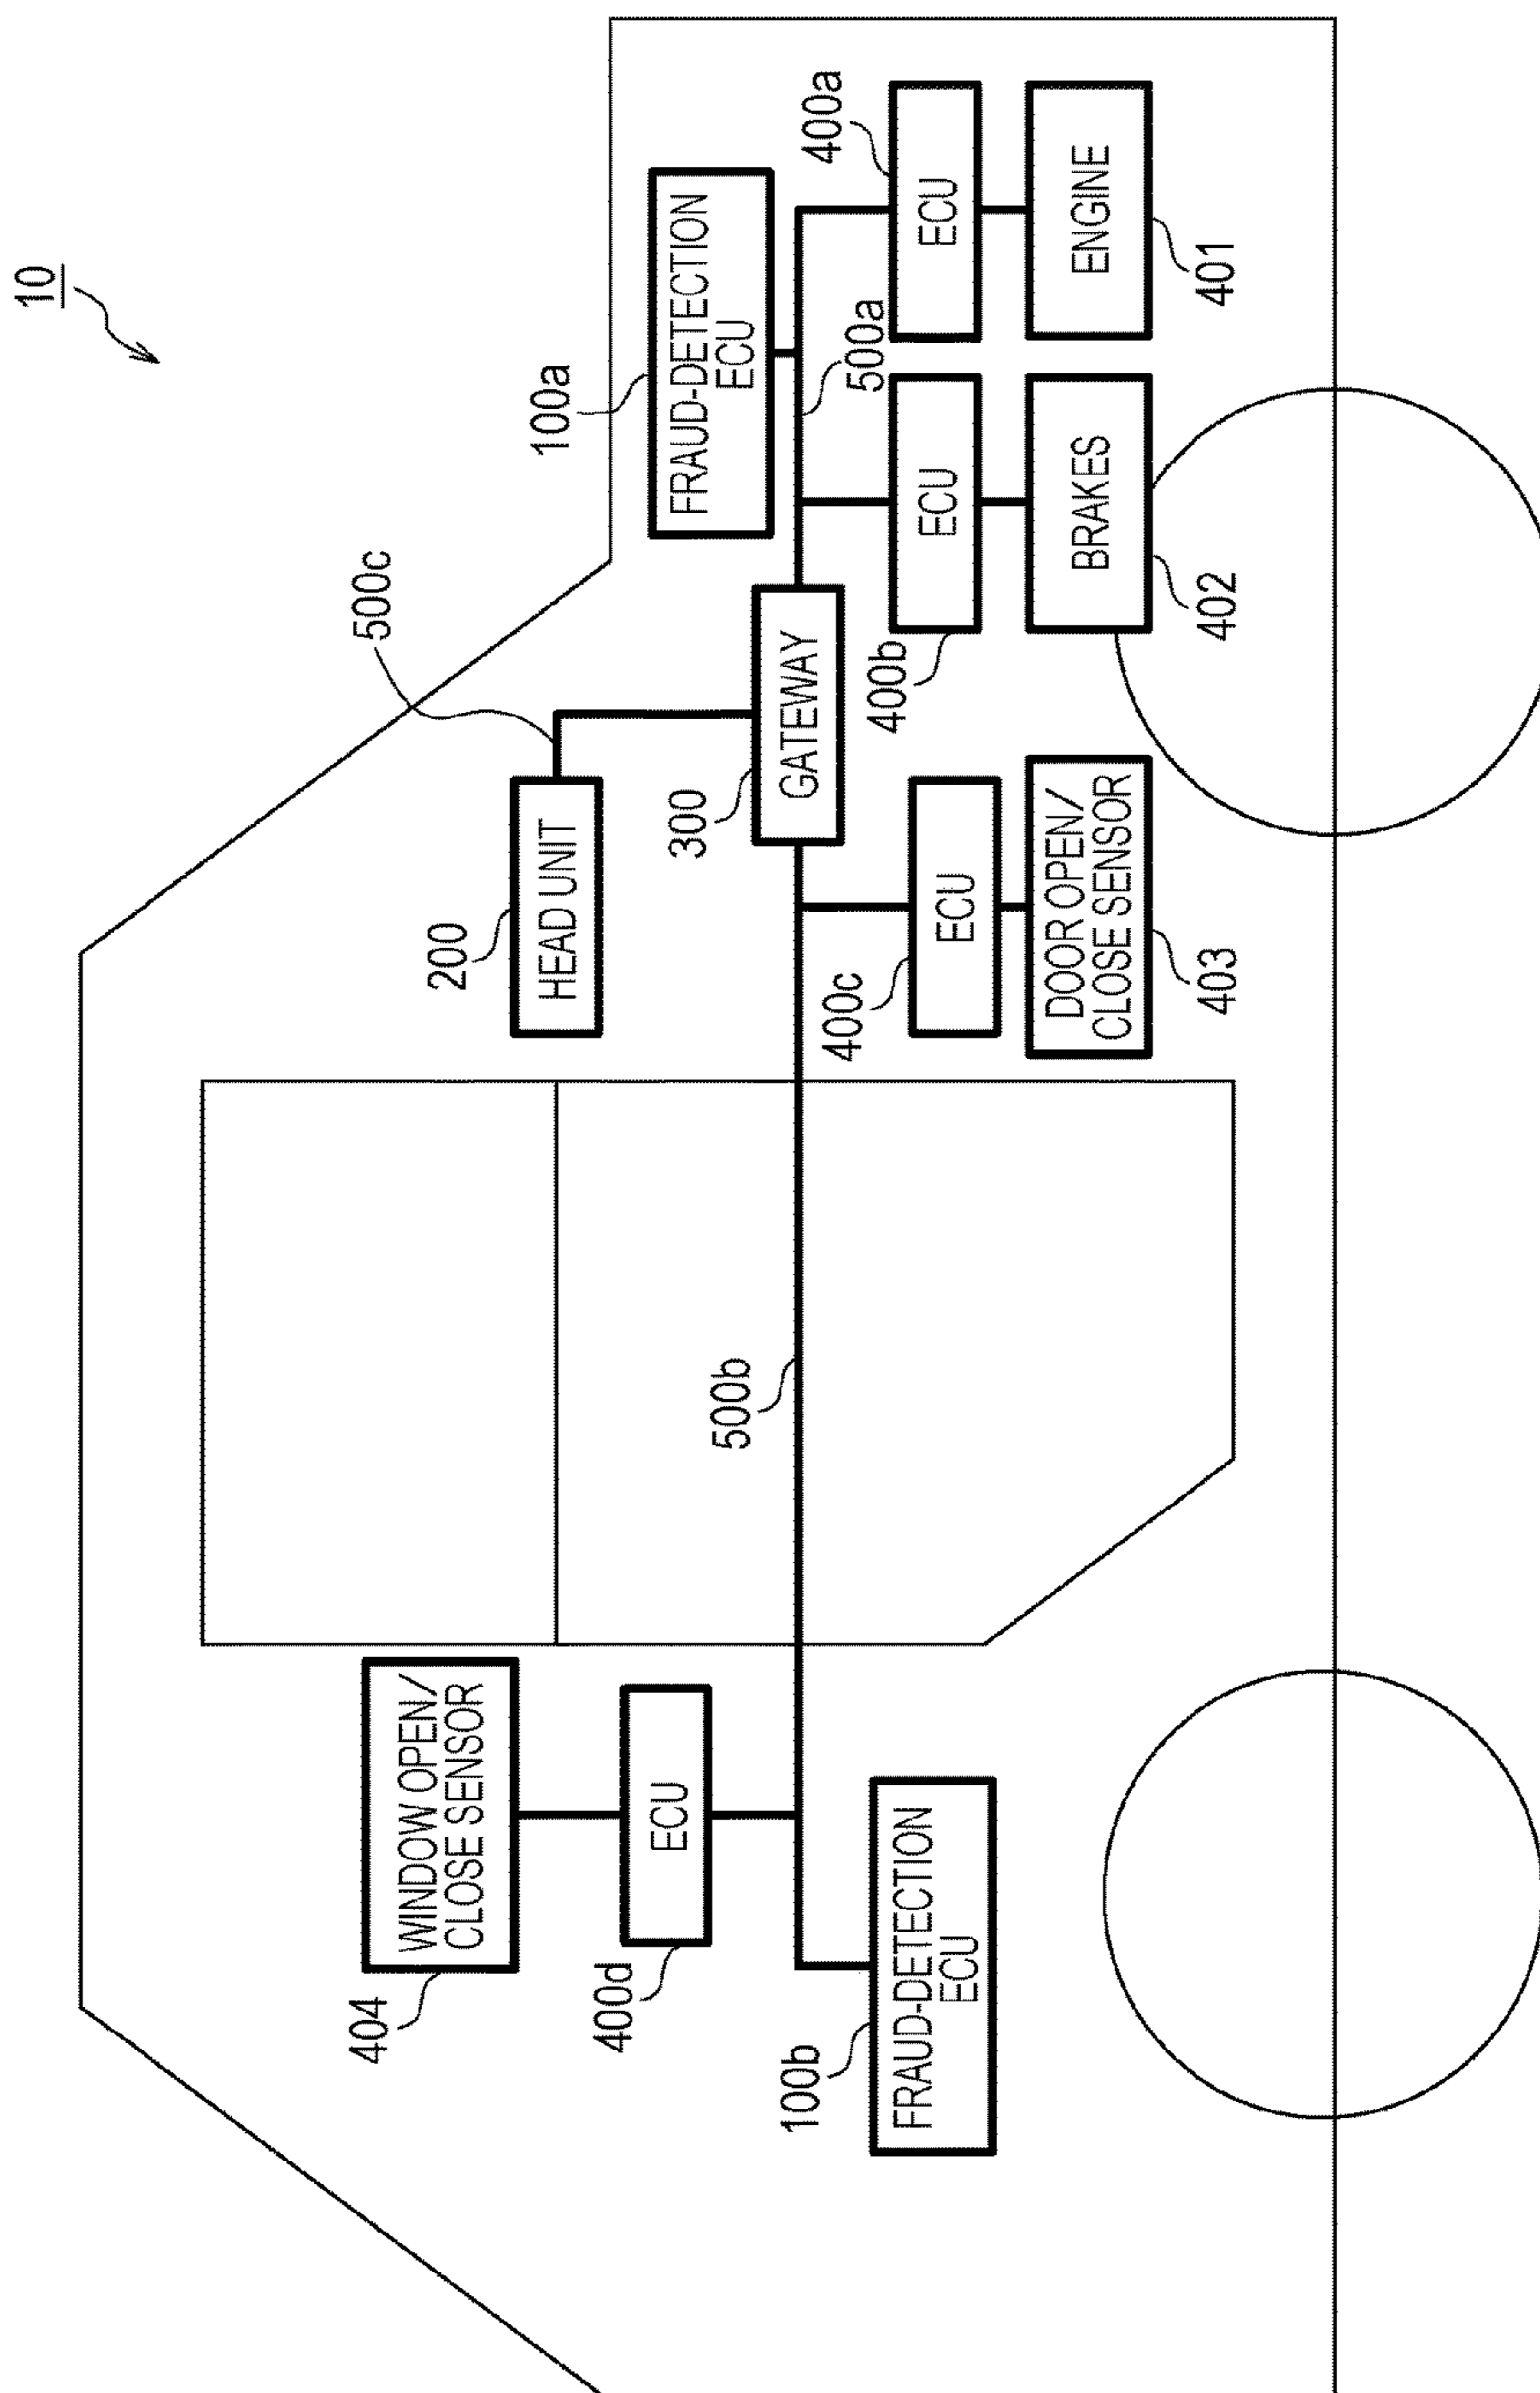 10
500c
100a
FRAUD-DETECTION
ECU
404
WINDOW OPEN/
CLOSE SENSOR
200
HEAD UNIT
400d
ECU
500b
300
GATEWAY
500a
400a
ECU
400b
ECU
400c
ECU
100b
FRAUD-DETECTION
ECU
DOOR OPEN/
CLOSE SENSOR
403
BRAKES
402
ENGINE
401